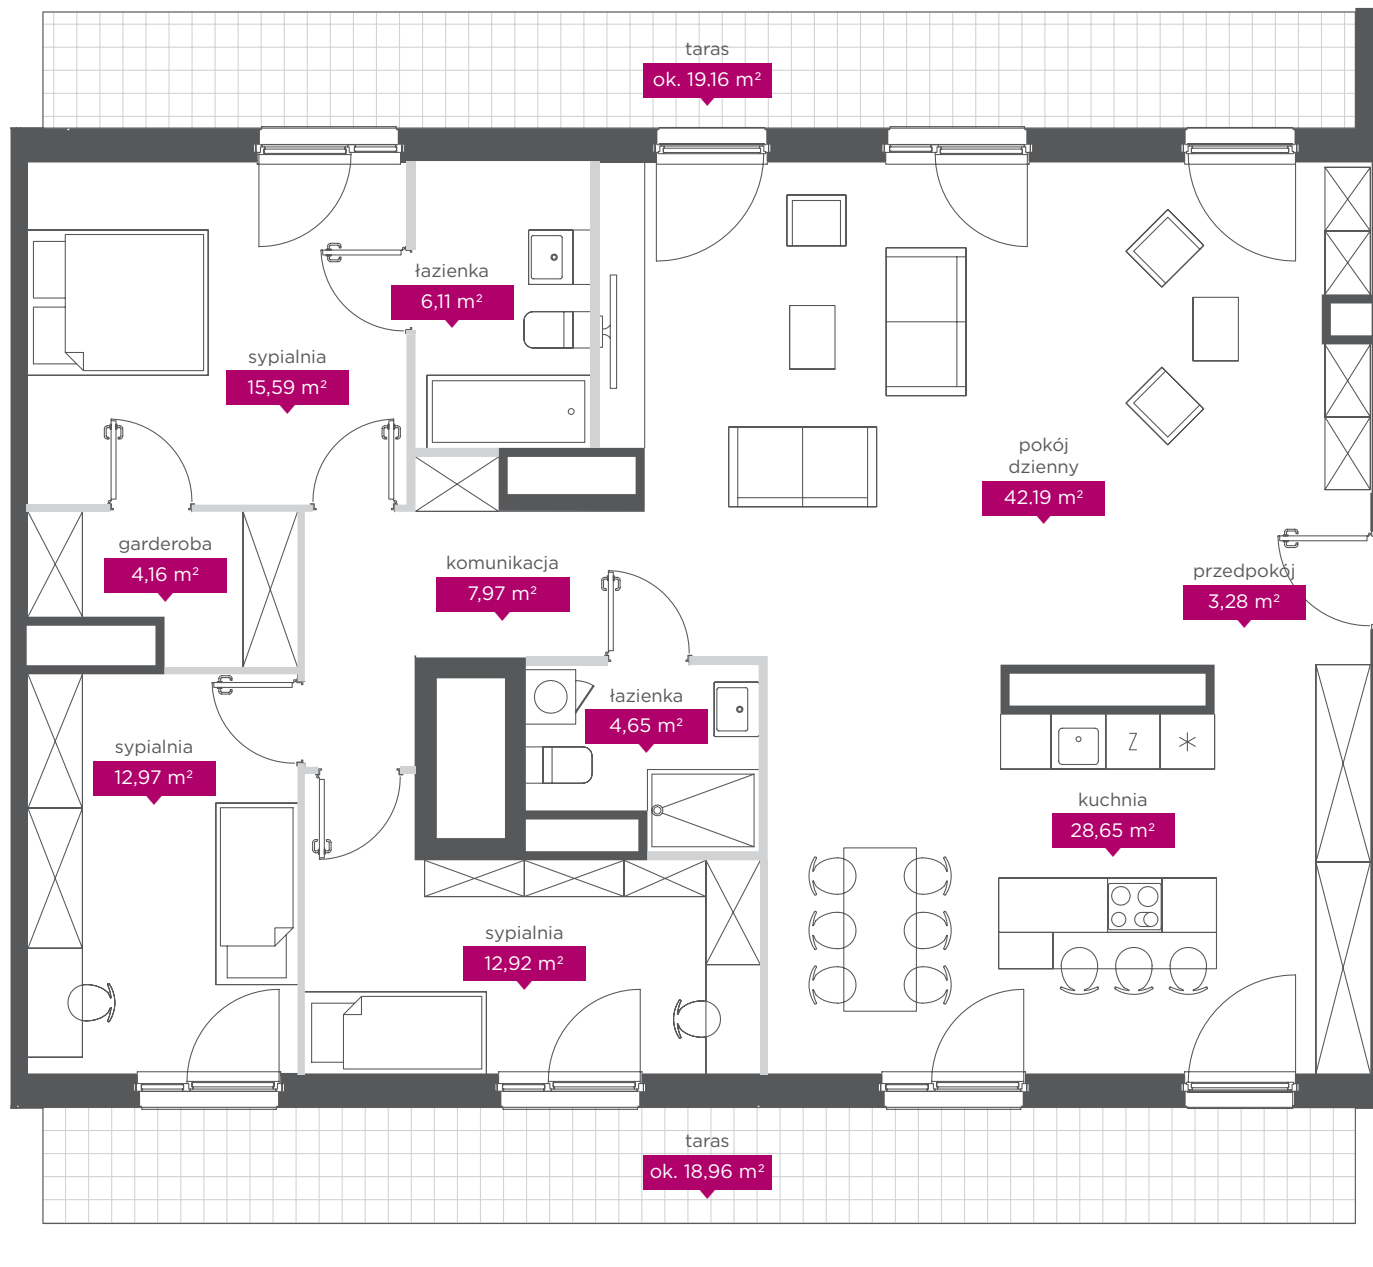 taras
ok. 19.16 m²
łazienka
6,11 m²
sypialnia
15,59 m²
pokój
dzienny
42.19 m²
garderoba
4,16 m²
komunikacja
7,97 m²
przedpokój
3,28 m²
łazienka
4,65 m²
Z
sypialnia
12,97 m²
kuchnia
28,65 m²
sypialnia
12,92 m²
taras
ok. 18,96 m²